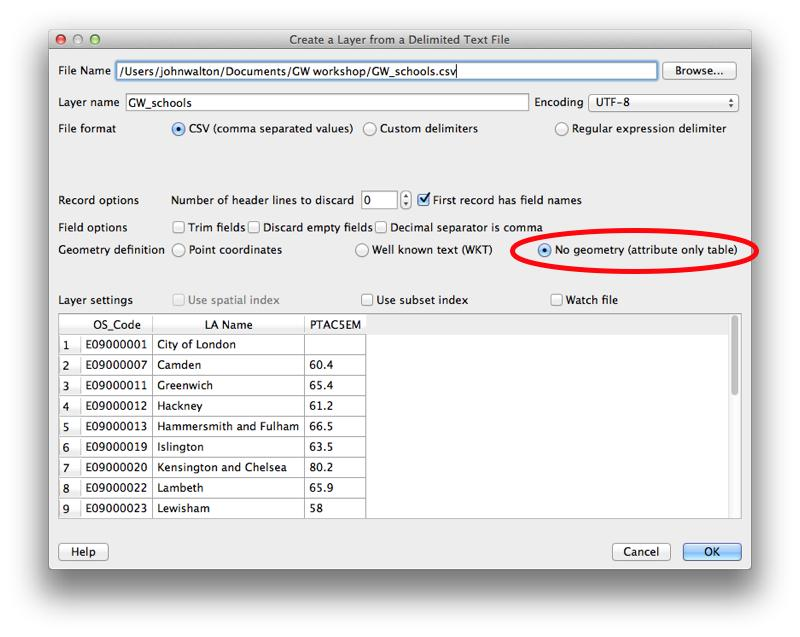 Create a Layer from a Delimited Text File
File Name /Users/johnwalton/Documents/GW workshop/GW_schools.csv Browse...
Layer name GW_schools Encoding UTF-8
File format CSV (comma separated values) Custom delimiters Regular expression delimiter
Record options Number of header lines to discard 0 First record has field names
Field options Trim fields Discard empty fields Decimal separator is comma
Geometry definition Point coordinates Well known text (WKT) No geometry (attribute only table)
Layer settings Use spatial index Use subset index Watch file
OS_Code LA Name PTAC5EM
1 E09000001 City of London
2 E09000007 Camden 60.4
3 E09000011 Greenwich 65.4
4 E09000012 Hackney 61.2
5 E09000013 Hammersmith and Fulham 66.5
6 E09000019 Islington 63.5
7 E09000020 Kensington and Chelsea 80.2
8 E09000022 Lambeth 65.9
9 E09000023 Lewisham 58
Help Cancel OK